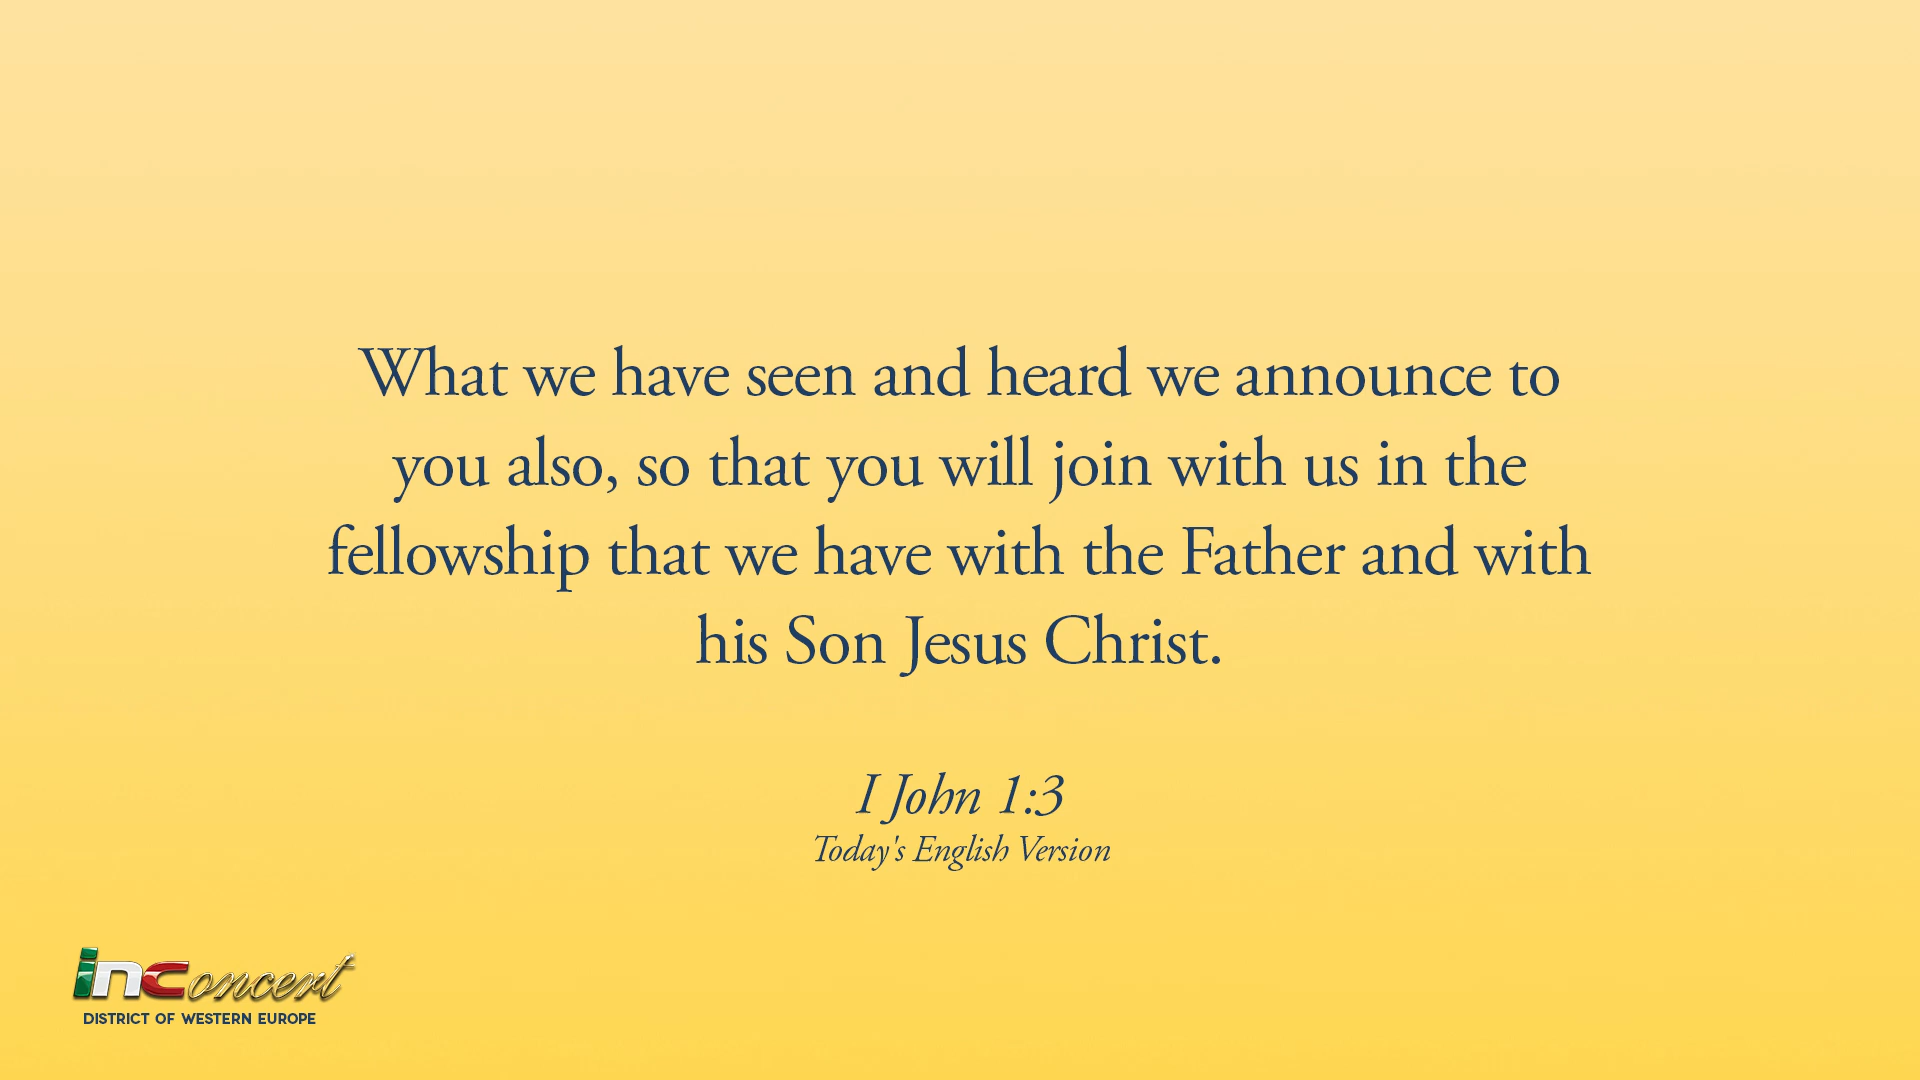 What we have seen and heard we announce to
you also, so that you will join with us in the
fellowship that we have with the Father and with
his Son Jesus Christ.
I John 1:3
Today's English Version
inConcert
DISTRICT OF WESTERN EUROPE